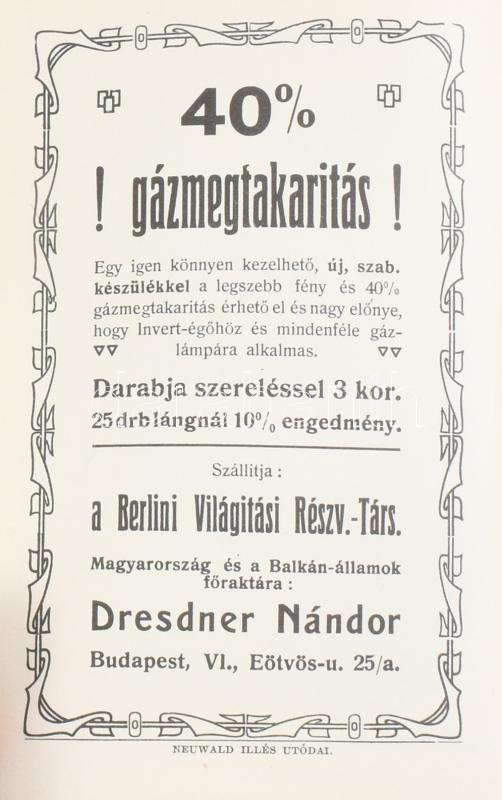 40%
! gázmegtakaritás !
Egy igen könnyen kezelhető, új, szab.
készülékkel a legszebb fény és 40%
gázmegtakaritás érhető el és nagy előnye,
hogy Invert-égőhöz és mindenféle gáz-
lámpára alkalmas.
Darabja szereléssel 3 kor.
25 drb lángnál 10% engedmény.
Szállitja :
a Berlini Világitási Részv.-Társ.
Magyarország és a Balkán-államok
főraktára :
Dresdner Nándor
Budapest, VI., Eötvös-u. 25/a.
NEUWALD ILLÉS UTÓDAI.